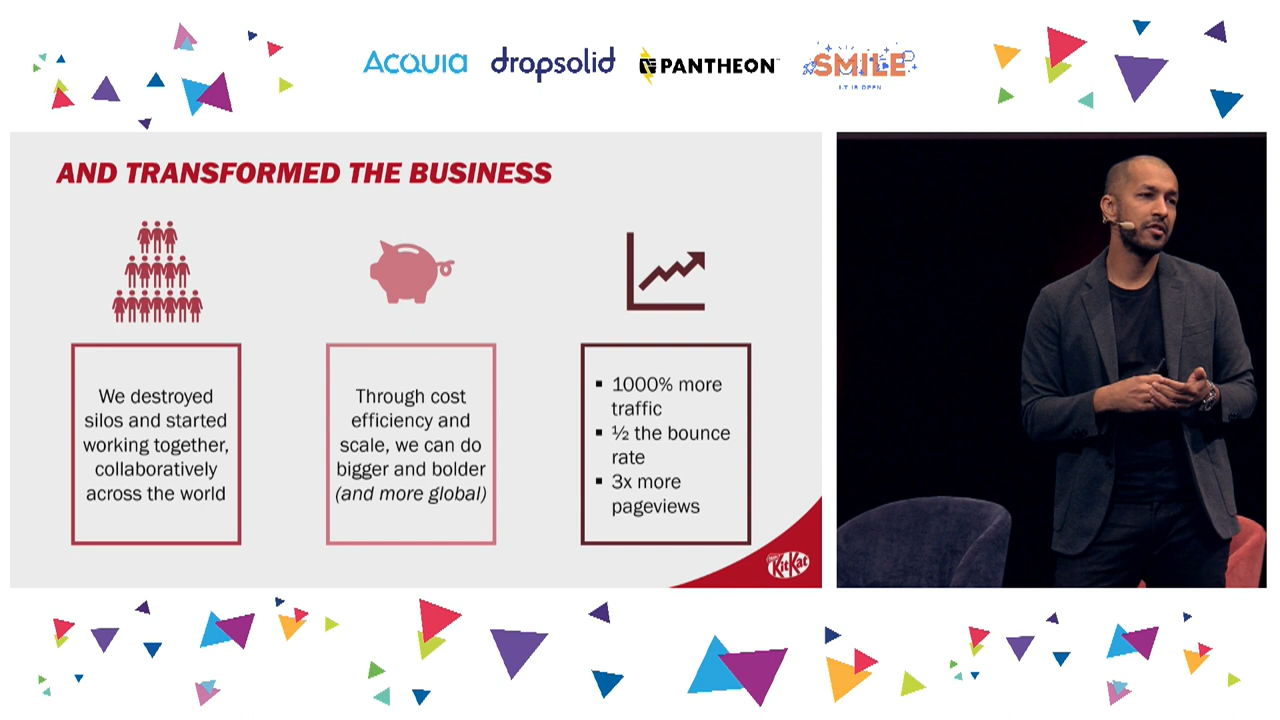 Acquia dropsolid PANTHEON SMILE
I.T IS OPEN
AND TRANSFORMED THE BUSINESS
We destroyed
silos and started
working together,
collaboratively
across the world
Through cost
efficiency and
scale, we can do
bigger and bolder
(and more global)
▪ 1000% more
traffic
▪ ½ the bounce
rate
▪ 3x more
pageviews
KitKat